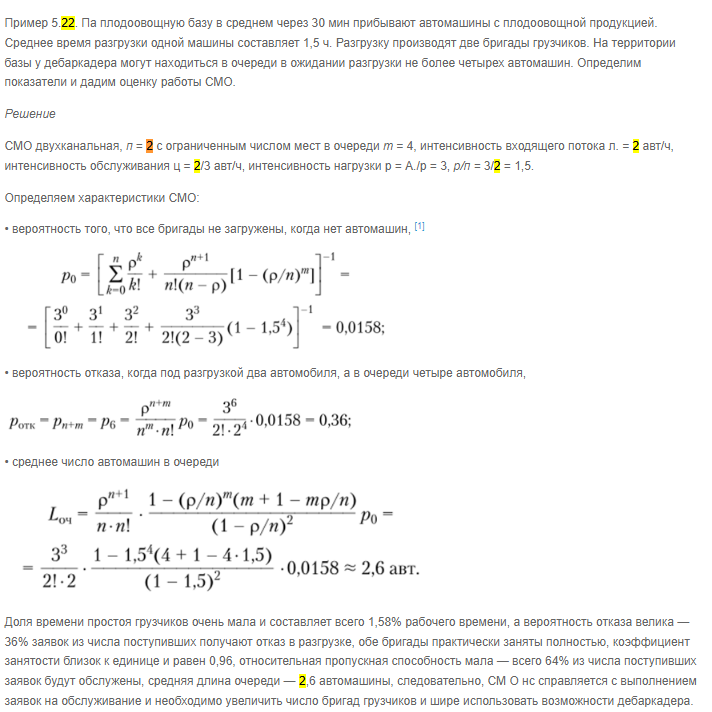 Пример 5.22. Па плодоовощную базу в среднем через 30 мин прибывают автомашины с плодоовощной продукцией.
Среднее время разгрузки одной машины составляет 1,5 ч. Разгрузку производят две бригады грузчиков. На территории
базы у дебаркадера могут находиться в очереди в ожидании разгрузки не более четырех автомашин. Определим
показатели и дадим оценку работы СМО.
Решение
СМО двухканальная, п = 2 с ограниченным числом мест в очереди m = 4, интенсивность входящего потока л. = 2 авт/ч,
интенсивность обслуживания ц = 2/3 авт/ч, интенсивность нагрузки р = А./р = 3, р/п = 3/2 = 1,5.
Определяем характеристики СМО:
• вероятность того, что все бригады не загружены, когда нет автомашин, [1]
p₀ = [∑_{k=0}^{n} ρ^k/k! + ρ^{n+1}/(n!(n − ρ)) [1 − (ρ/n)^m]]^{−1} =
= [3⁰/0! + 3¹/1! + 3²/2! + 3³/(2!(2 − 3)) (1 − 1,5⁴)]^{−1} = 0,0158;
• вероятность отказа, когда под разгрузкой два автомобиля, а в очереди четыре автомобиля,
p_{отк} = p_{n+m} = p₆ = ρ^{n+m}/(n^m · n!) p₀ = 3⁶/(2! · 2⁴) · 0,0158 = 0,36;
• среднее число автомашин в очереди
L_{оч} = ρ^{n+1}/(n · n!) · (1 − (ρ/n)^m (m + 1 − mρ/n))/(1 − ρ/n)² p₀ =
= 3³/(2! · 2) · (1 − 1,5⁴(4 + 1 − 4 · 1,5))/(1 − 1,5)² · 0,0158 ≈ 2,6 авт.
Доля времени простоя грузчиков очень мала и составляет всего 1,58% рабочего времени, а вероятность отказа велика —
36% заявок из числа поступивших получают отказ в разгрузке, обе бригады практически заняты полностью, коэффициент
занятости близок к единице и равен 0,96, относительная пропускная способность мала — всего 64% из числа поступивших
заявок будут обслужены, средняя длина очереди — 2,6 автомашины, следовательно, СМ О нс справляется с выполнением
заявок на обслуживание и необходимо увеличить число бригад грузчиков и шире использовать возможности дебаркадера.